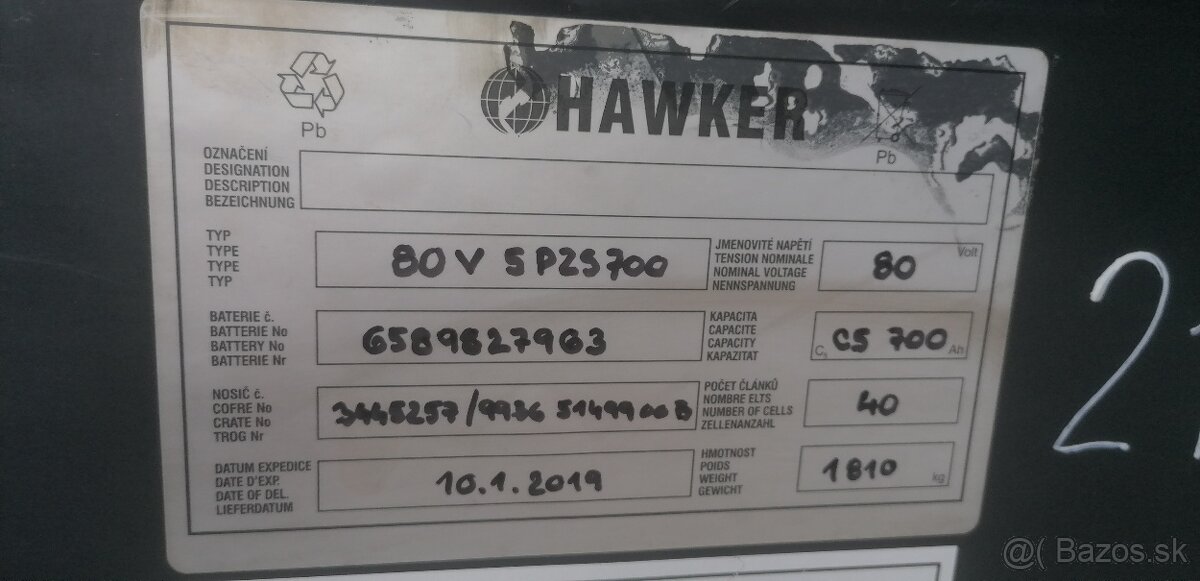 Pb
HAWKER
Pb
OZNAČENÍ
DESIGNATION
DESCRIPTION
BEZEICHNUNG
TYP
TYPE
TYPE
TYP
80V 5PZS700
JMENOVITÉ NAPĚTÍ
TENSION NOMINALE
NOMINAL VOLTAGE
NENNSPANNUNG
80 Volt
BATERIE č.
BATTERIE No
BATTERY No
BATTERIE Nr
6589827963
KAPACITA
CAPACITE
CAPACITY
KAPAZITAT
C5 C5 700 Ah
NOSIČ č.
COFRE No
CRATE No
TROG Nr
3445257/9936 5149900B
POČET ČLÁNKŮ
NOMBRE ELTS
NUMBER OF CELLS
ZELLENANZAHL
40
DATUM EXPEDICE
DATE D'EXP.
DATE OF DEL.
LIEFERDATUM
10.1.2019
HMOTNOST
POIDS
WEIGHT
GEWICHT
1810 kg
@( Bazos.sk